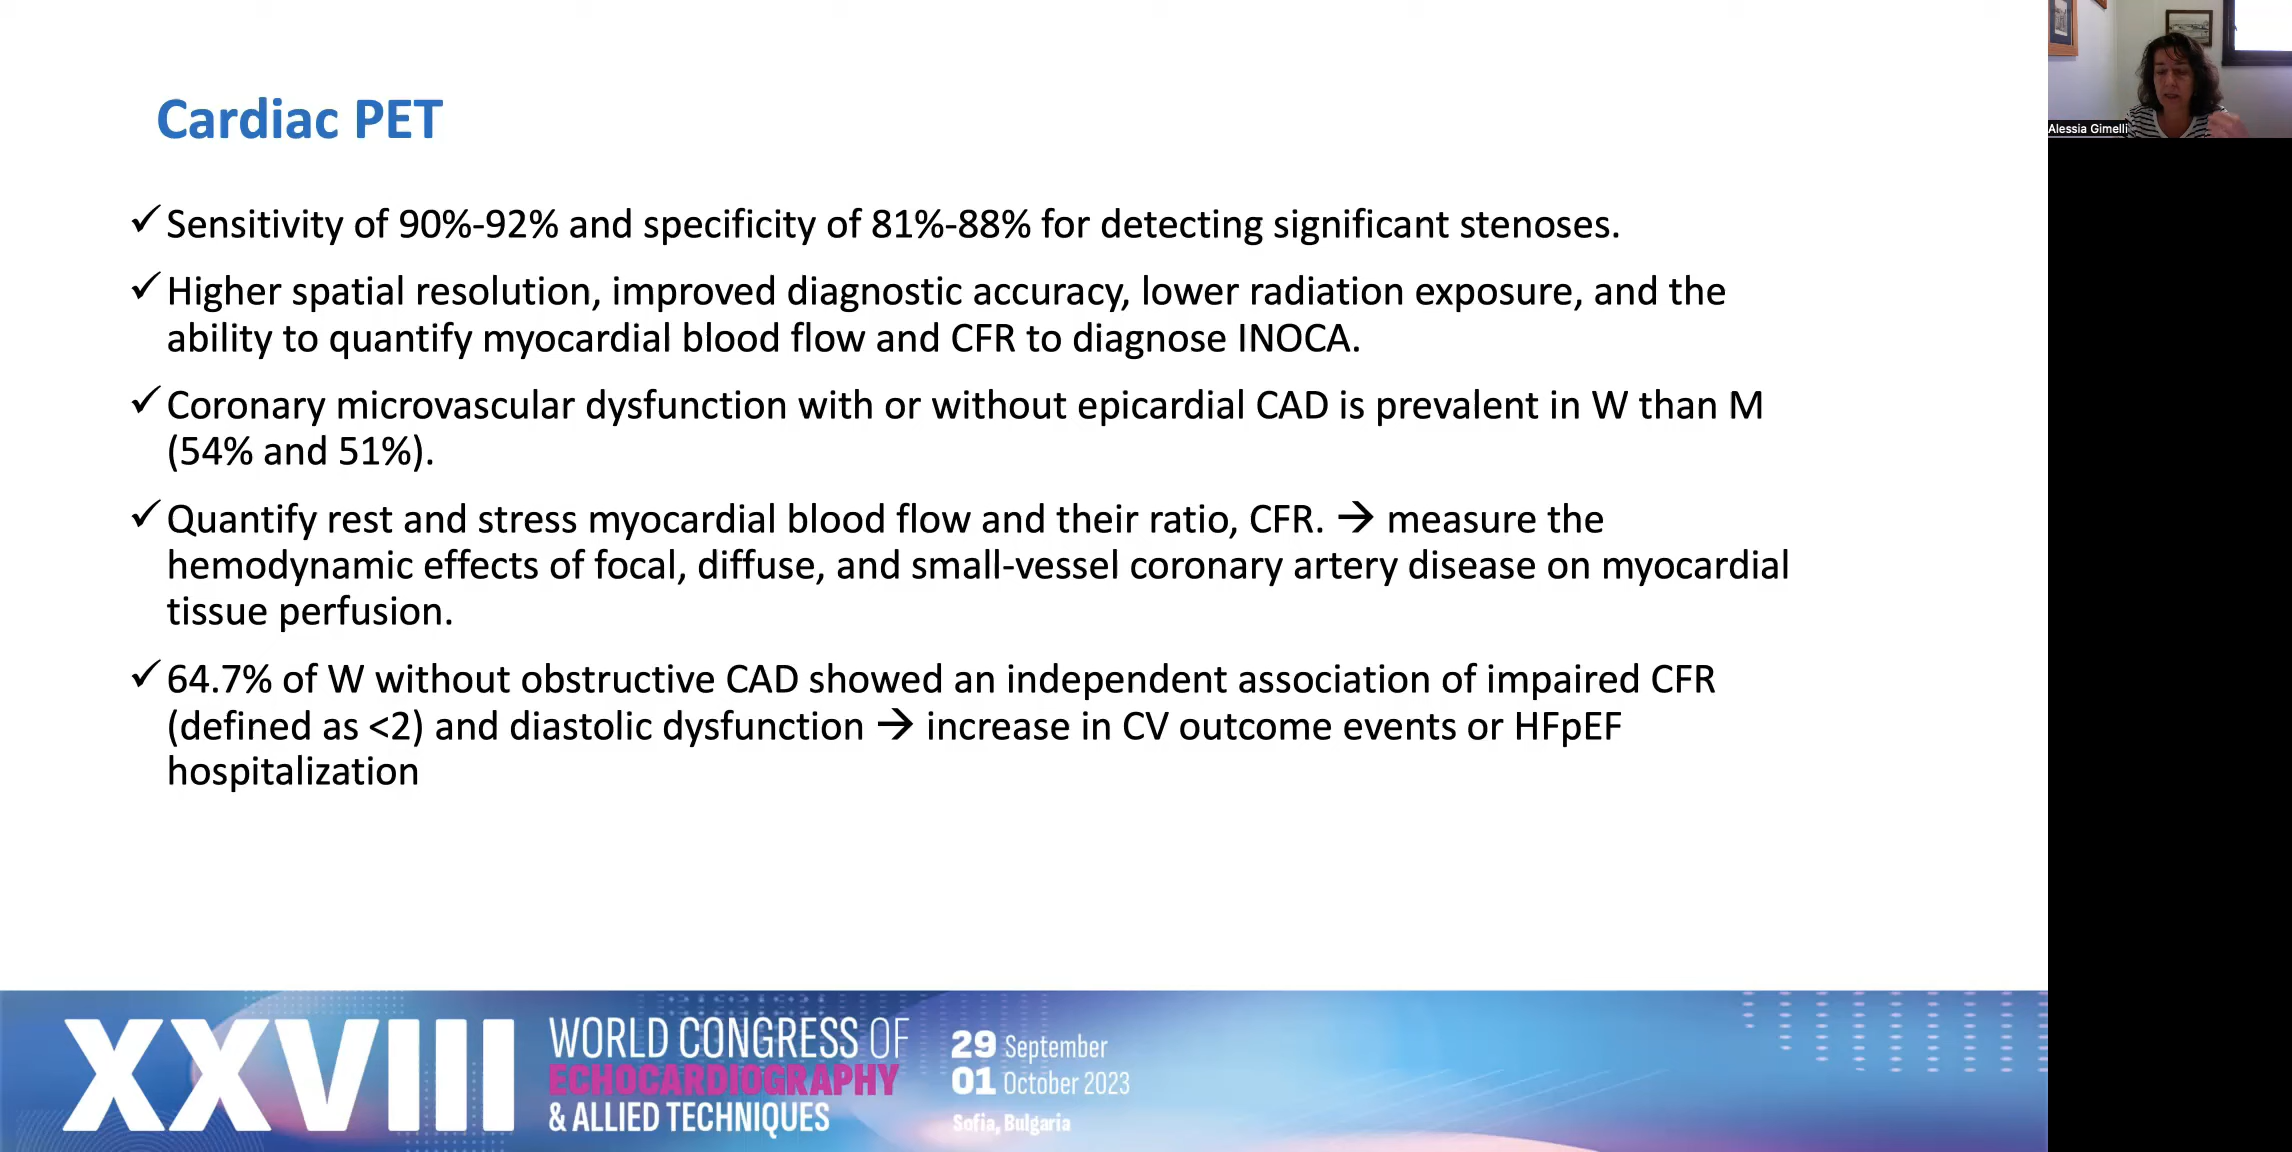 Cardiac PET
✓ Sensitivity of 90%-92% and specificity of 81%-88% for detecting significant stenoses.
✓ Higher spatial resolution, improved diagnostic accuracy, lower radiation exposure, and the
ability to quantify myocardial blood flow and CFR to diagnose INOCA.
✓ Coronary microvascular dysfunction with or without epicardial CAD is prevalent in W than M
(54% and 51%).
✓ Quantify rest and stress myocardial blood flow and their ratio, CFR. → measure the
hemodynamic effects of focal, diffuse, and small-vessel coronary artery disease on myocardial
tissue perfusion.
✓ 64.7% of W without obstructive CAD showed an independent association of impaired CFR
(defined as <2) and diastolic dysfunction → increase in CV outcome events or HFpEF
hospitalization
Alessia Gimelli
XXVIII
WORLD CONGRESS OF
ECHOCARDIOGRAPHY
& ALLIED TECHNIQUES
29 September
01 October 2023
Sofia, Bulgaria